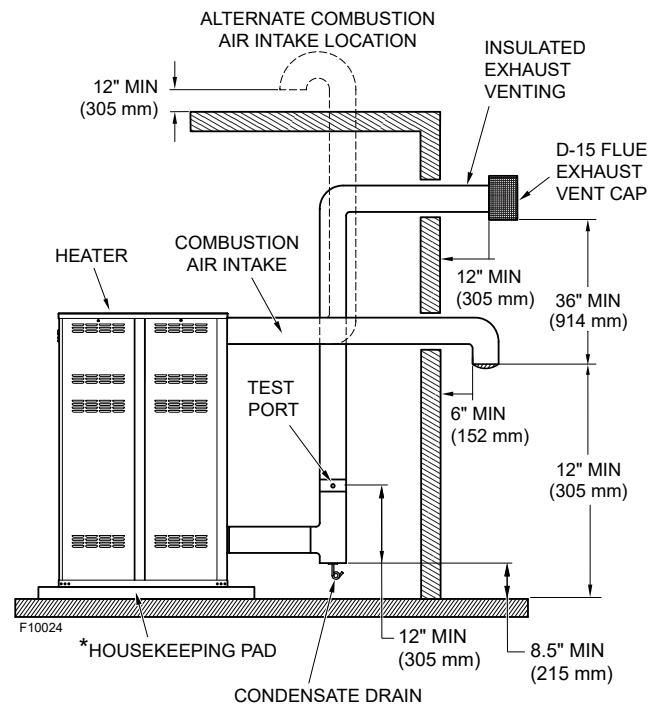 ALTERNATE COMBUSTION
AIR INTAKE LOCATION
12" MIN
(305 mm)
INSULATED
EXHAUST
VENTING
D-15 FLUE
EXHAUST
VENT CAP
HEATER
COMBUSTION
AIR INTAKE
12" MIN
(305 mm)
36" MIN
(914 mm)
TEST
PORT
6" MIN
(152 mm)
12" MIN
(305 mm)
F10024
*HOUSEKEEPING PAD
12" MIN
(305 mm)
8.5" MIN
(215 mm)
CONDENSATE DRAIN